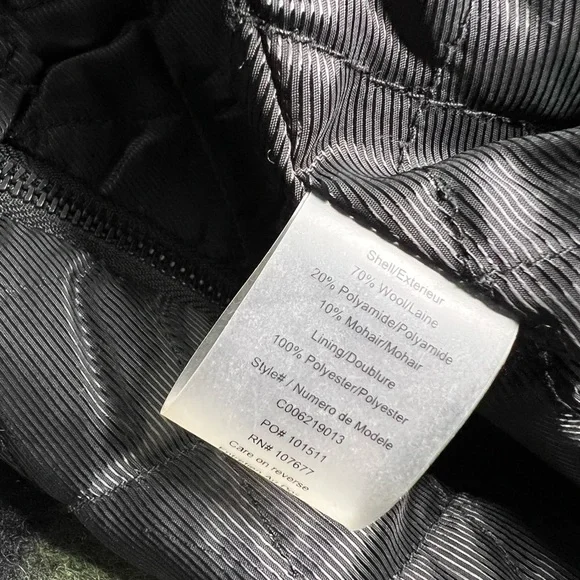 Shell/Exterieur
70% Wool/Laine
20% Polyamide/Polyamide
10% Mohair/Mohair
Lining/Doublure
100% Polyester/Polyester
Style# / Numero de Modele
C006219013
PO# 101511
RN# 107677
Care on reverse